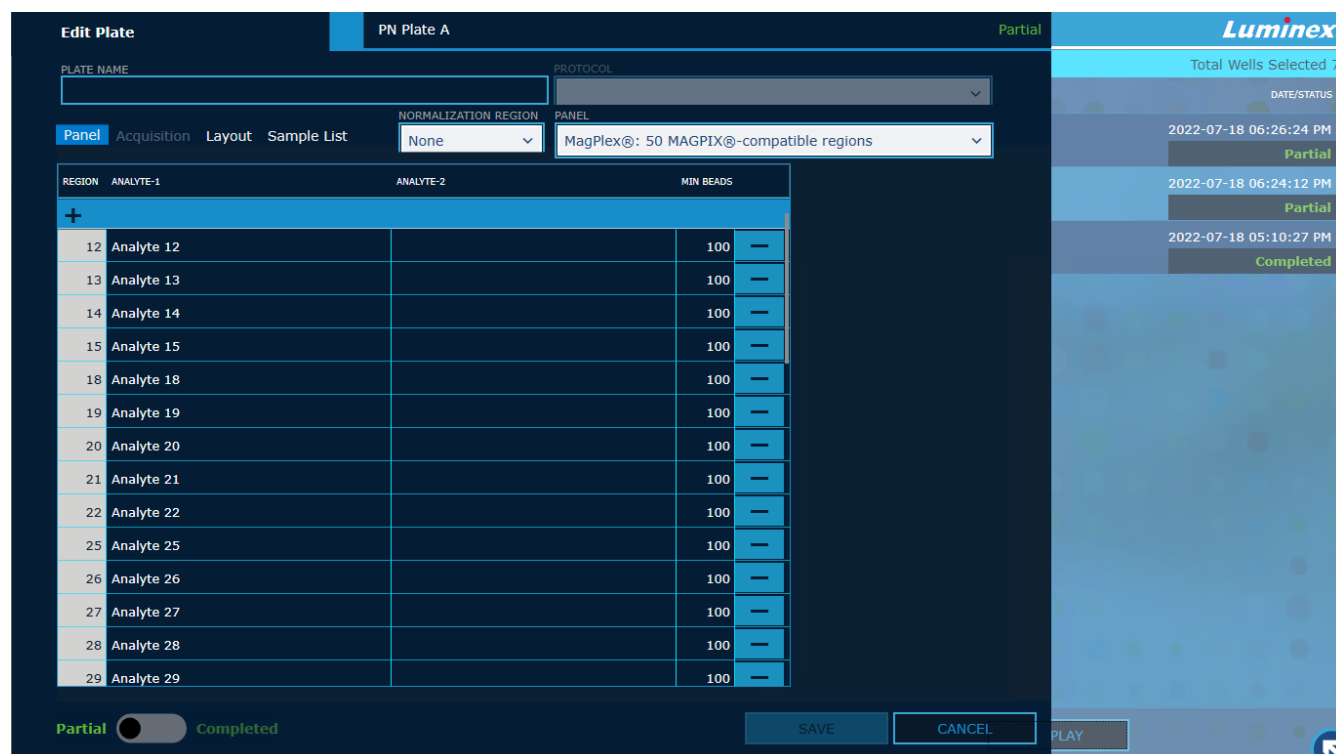 Edit Plate
PN Plate A
Partial
Luminex
Total Wells Selected 7
PLATE NAME
PROTOCOL
DATE/STATUS
NORMALIZATION REGION
PANEL
Panel Acquisition Layout Sample List
None
MagPlex®: 50 MAGPIX®-compatible regions
2022-07-18 06:26:24 PM
Partial
2022-07-18 06:24:12 PM
Partial
2022-07-18 05:10:27 PM
Completed
REGION ANALYTE-1 ANALYTE-2 MIN BEADS
+
12 Analyte 12 100 —
13 Analyte 13 100 —
14 Analyte 14 100 —
15 Analyte 15 100 —
18 Analyte 18 100 —
19 Analyte 19 100 —
20 Analyte 20 100 —
21 Analyte 21 100 —
22 Analyte 22 100 —
25 Analyte 25 100 —
26 Analyte 26 100 —
27 Analyte 27 100 —
28 Analyte 28 100 —
29 Analyte 29 100 —
Partial Completed
SAVE
CANCEL
PLAY